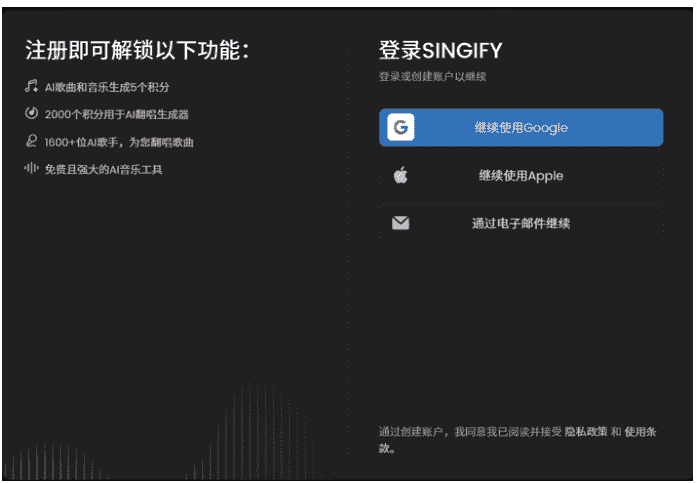 注册即可解锁以下功能：
AI歌曲和音乐生成5个积分
2000个积分用于AI翻唱生成器
1600+位AI歌手，为您翻唱歌曲
免费且强大的AI音乐工具
登录SINGIFY
登录或创建账户以继续
继续使用Google
继续使用Apple
通过电子邮件继续
通过创建账户，我同意我已阅读并接受 隐私政策 和 使用条
款。